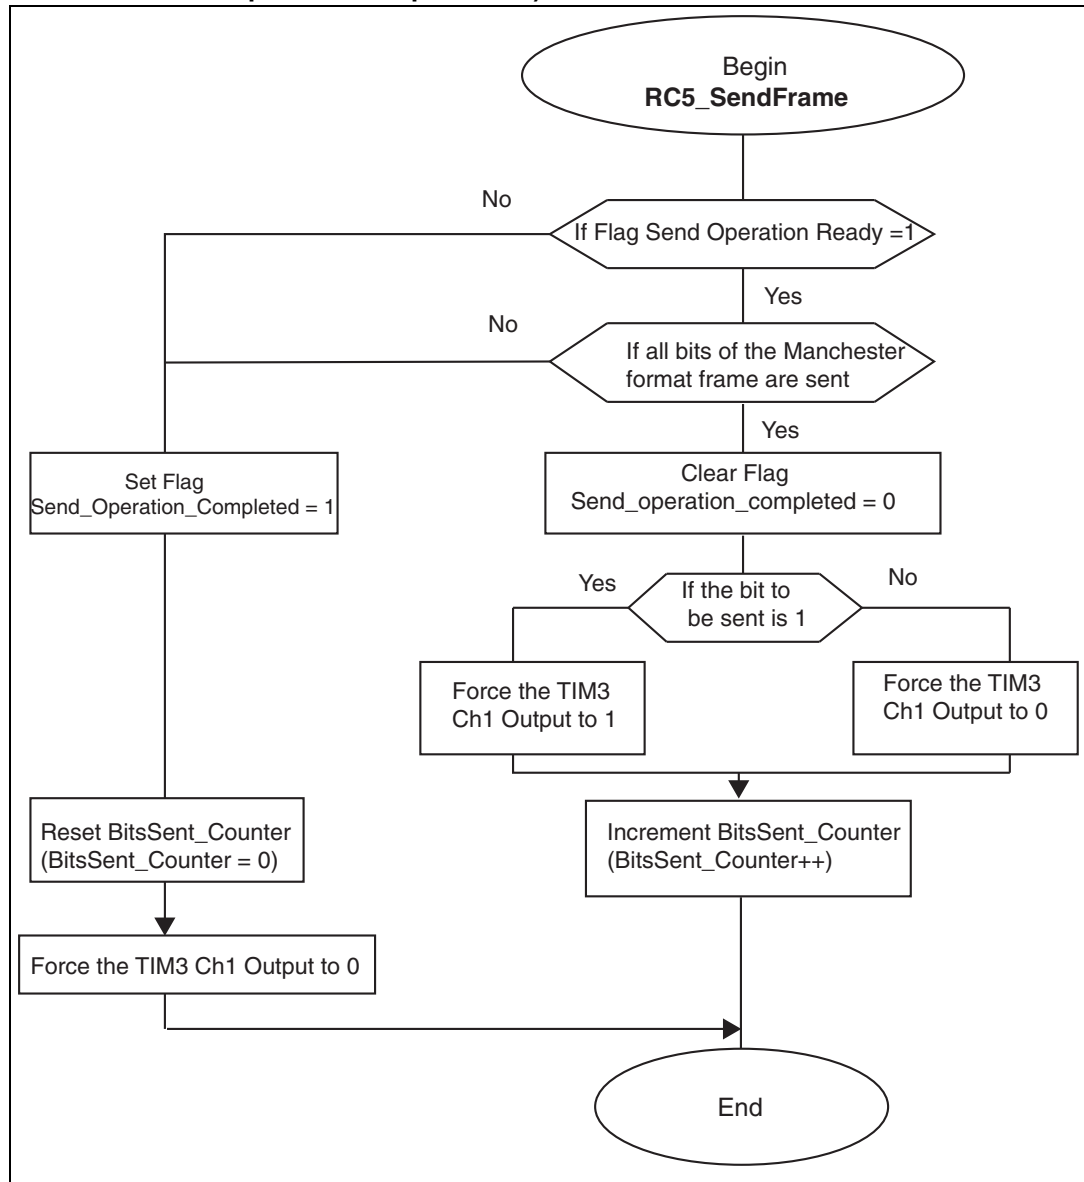 Begin
RC5_SendFrame
No
If Flag Send Operation Ready =1
Yes
No
If all bits of the Manchester
format frame are sent
Yes
Set Flag
Send_Operation_Completed = 1
Clear Flag
Send_operation_completed = 0
Yes
If the bit to
be sent is 1
No
Force the TIM3
Ch1 Output to 1
Force the TIM3
Ch1 Output to 0
Reset BitsSent_Counter
(BitsSent_Counter = 0)
Increment BitsSent_Counter
(BitsSent_Counter++)
Force the TIM3 Ch1 Output to 0
End